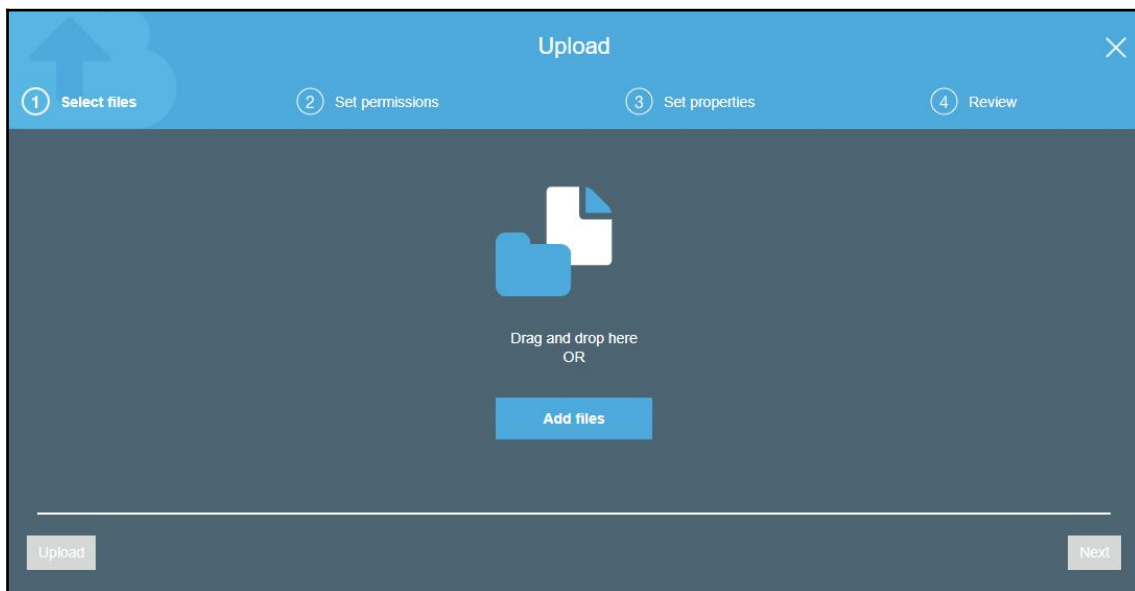 Upload
1 Select files
2 Set permissions
3 Set properties
4 Review
Drag and drop here
OR
Add files
Upload
Next